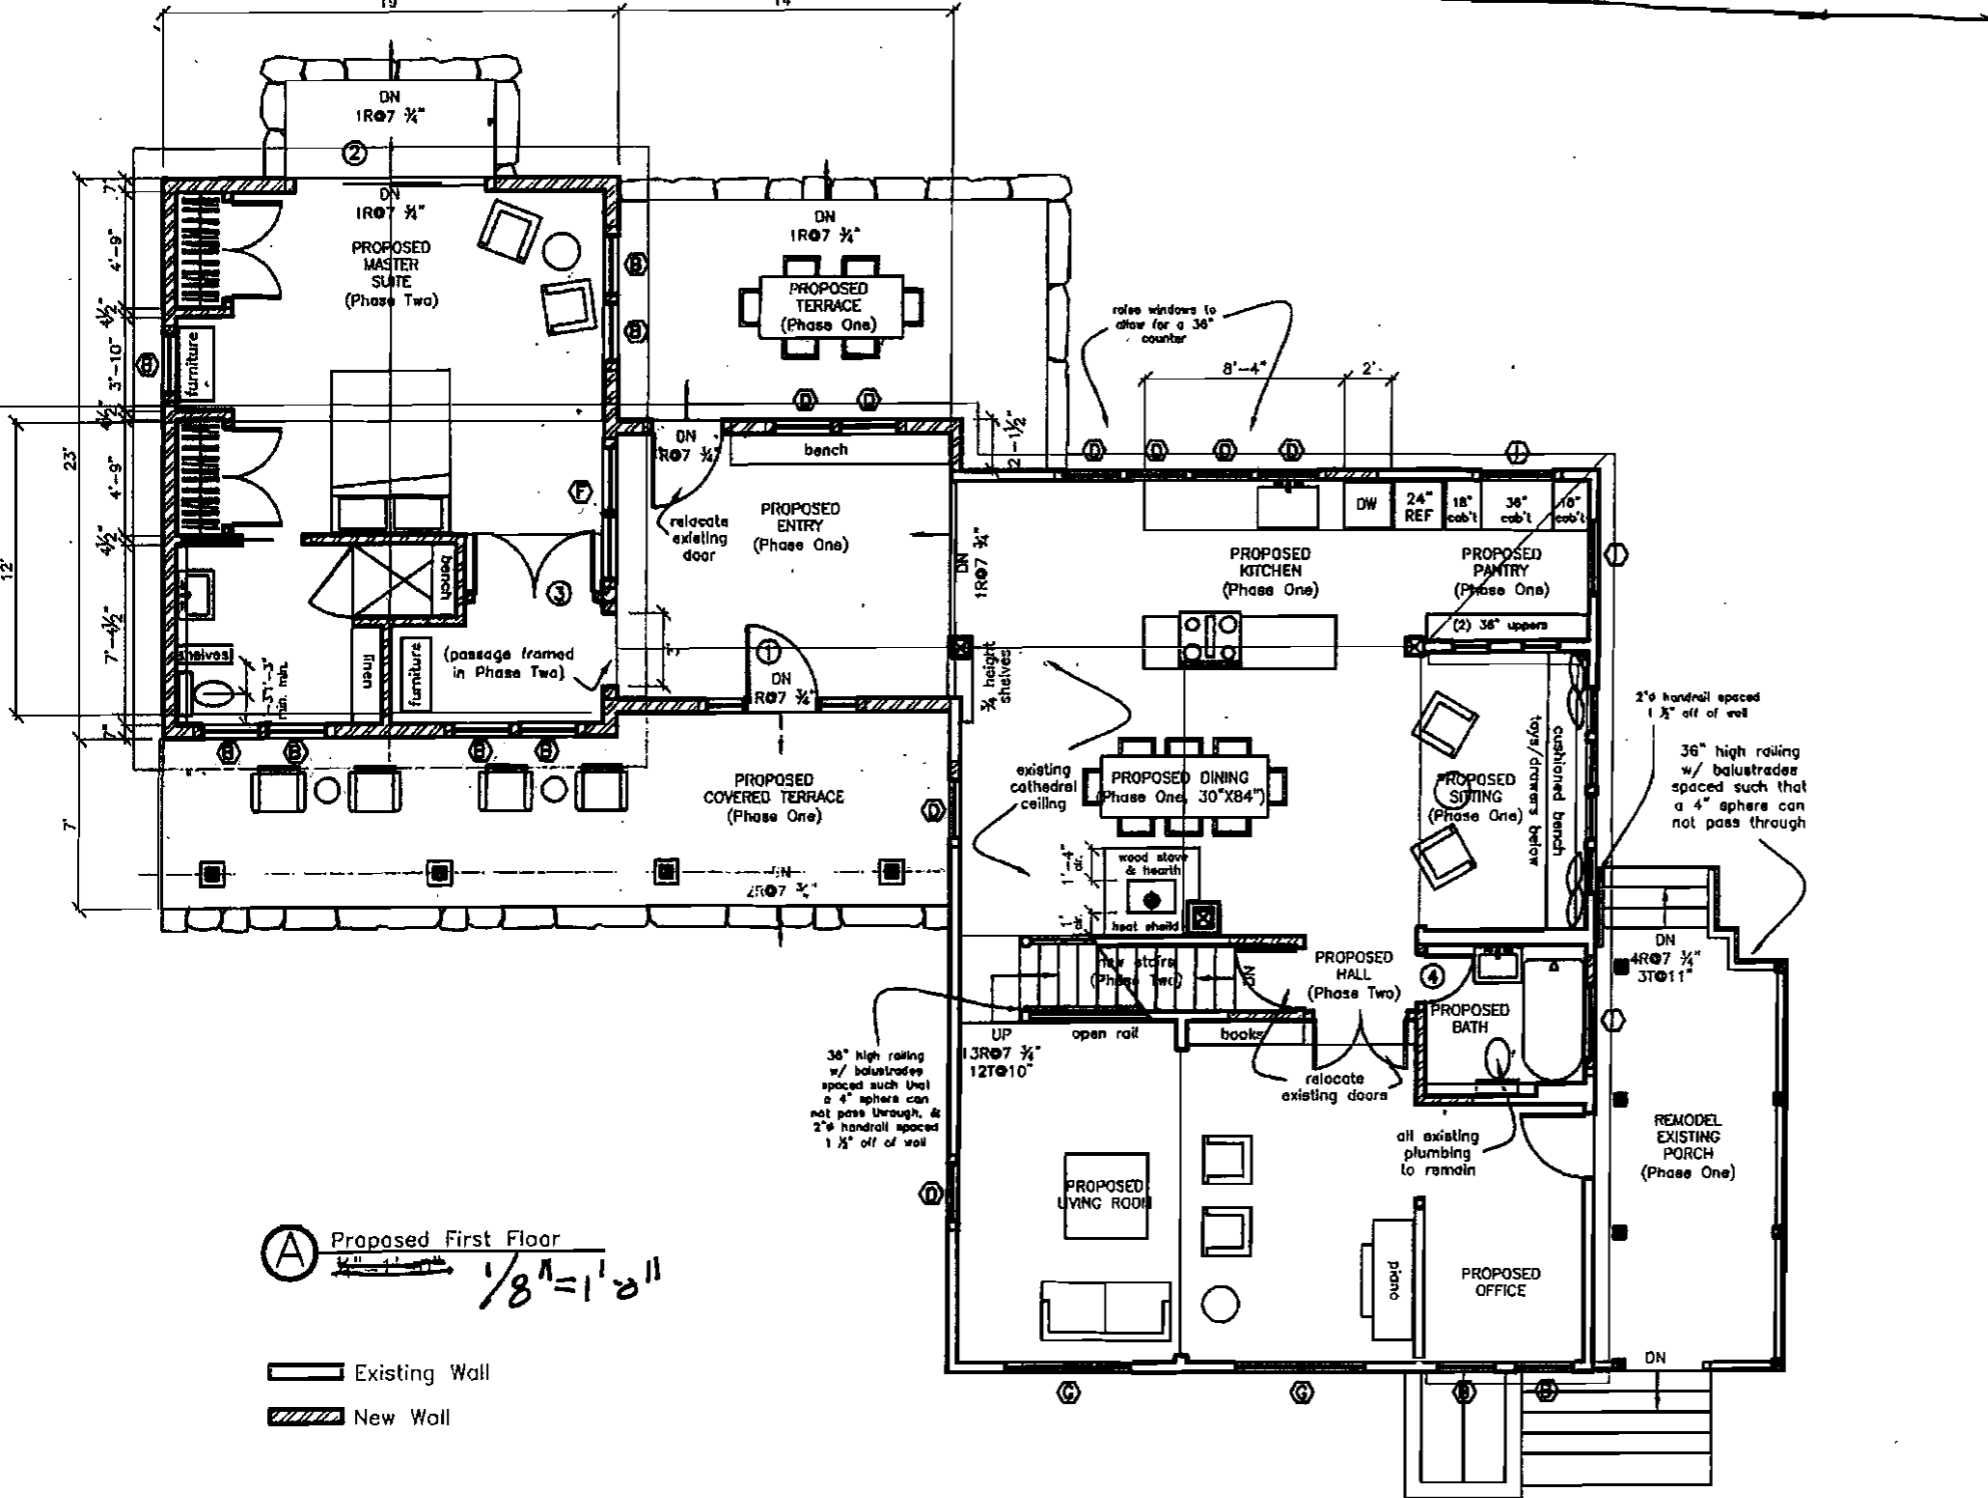 19'
14'
DN
1R@7 ¾"
②
DN
1R@7 ¾"
PROPOSED
MASTER
SUITE
(Phase Two)
furniture
7"
4'-9"
4½"
3'-10"
4½"
4'-9"
4½"
7'-4½"
7"
23'
12'
7'
B
B
B
F
DN
1R@7 ¾"
PROPOSED
TERRACE
(Phase One)
D
D
DN
1R@7 ¾"
bench
2'-1½"
relocate
existing
door
PROPOSED
ENTRY
(Phase One)
DN
1R@7 ¾"
raise windows to
allow for a 36"
counter
8'-4"
2'
D
D
D
D
J
DW
24"
REF
18"
cab't
36"
cab't
18"
cab't
PROPOSED
KITCHEN
(Phase One)
PROPOSED
PANTRY
(Phase One)
J
(2) 36" uppers
bench
③
shelves
linen
furniture
min. min.
(passage framed
in Phase Two)
①
DN
1R@7 ¾"
¾ height
shelves
B
B
B
B
PROPOSED
COVERED TERRACE
(Phase One)
DN
2R@7 ¾"
D
existing
cathedral
ceiling
PROPOSED DINING
(Phase One, 30"X84")
PROPOSED
SITTING
(Phase One)
cushioned bench
toys/drawers below
2"ø handrail spaced
1 ½" off of wall
36" high railing
w/ balustrades
spaced such that
a 4" sphere can
not pass through
1'-4"
clr.
wood stove
& hearth
1'
clr.
heat sheild
new stairs
(Phase Two)
DN
PROPOSED
HALL
(Phase Two)
④
PROPOSED
BATH
DN
4R@7 ¾"
3T@11"
J
UP
13R@7 ¾"
12T@10"
open rail
books
36" high railing
w/ balustrades
spaced such that
a 4" sphere can
not pass through, &
2"ø handrail spaced
1 ½" off of wall
relocate
existing doors
all existing
plumbing
to remain
REMODEL
EXISTING
PORCH
(Phase One)
D
PROPOSED
LIVING ROOM
piano
PROPOSED
OFFICE
DN
G
G
B
B
A
Proposed First Floor
1/8"=1'0"
Existing Wall
New Wall